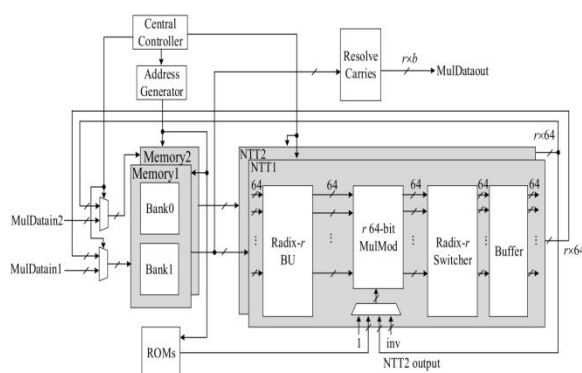 Central
Controller
Address
Generator
Resolve
Carries
r×b
MulDataout
Memory2
Memory1
Bank0
Bank1
MulDatain2
MulDatain1
NTT2
NTT1
r×64
64
64
64
64
64
Radix-r
BU
r 64-bit
MulMod
Radix-r
Switcher
Buffer
r×64
ROMs
1
inv
NTT2 output